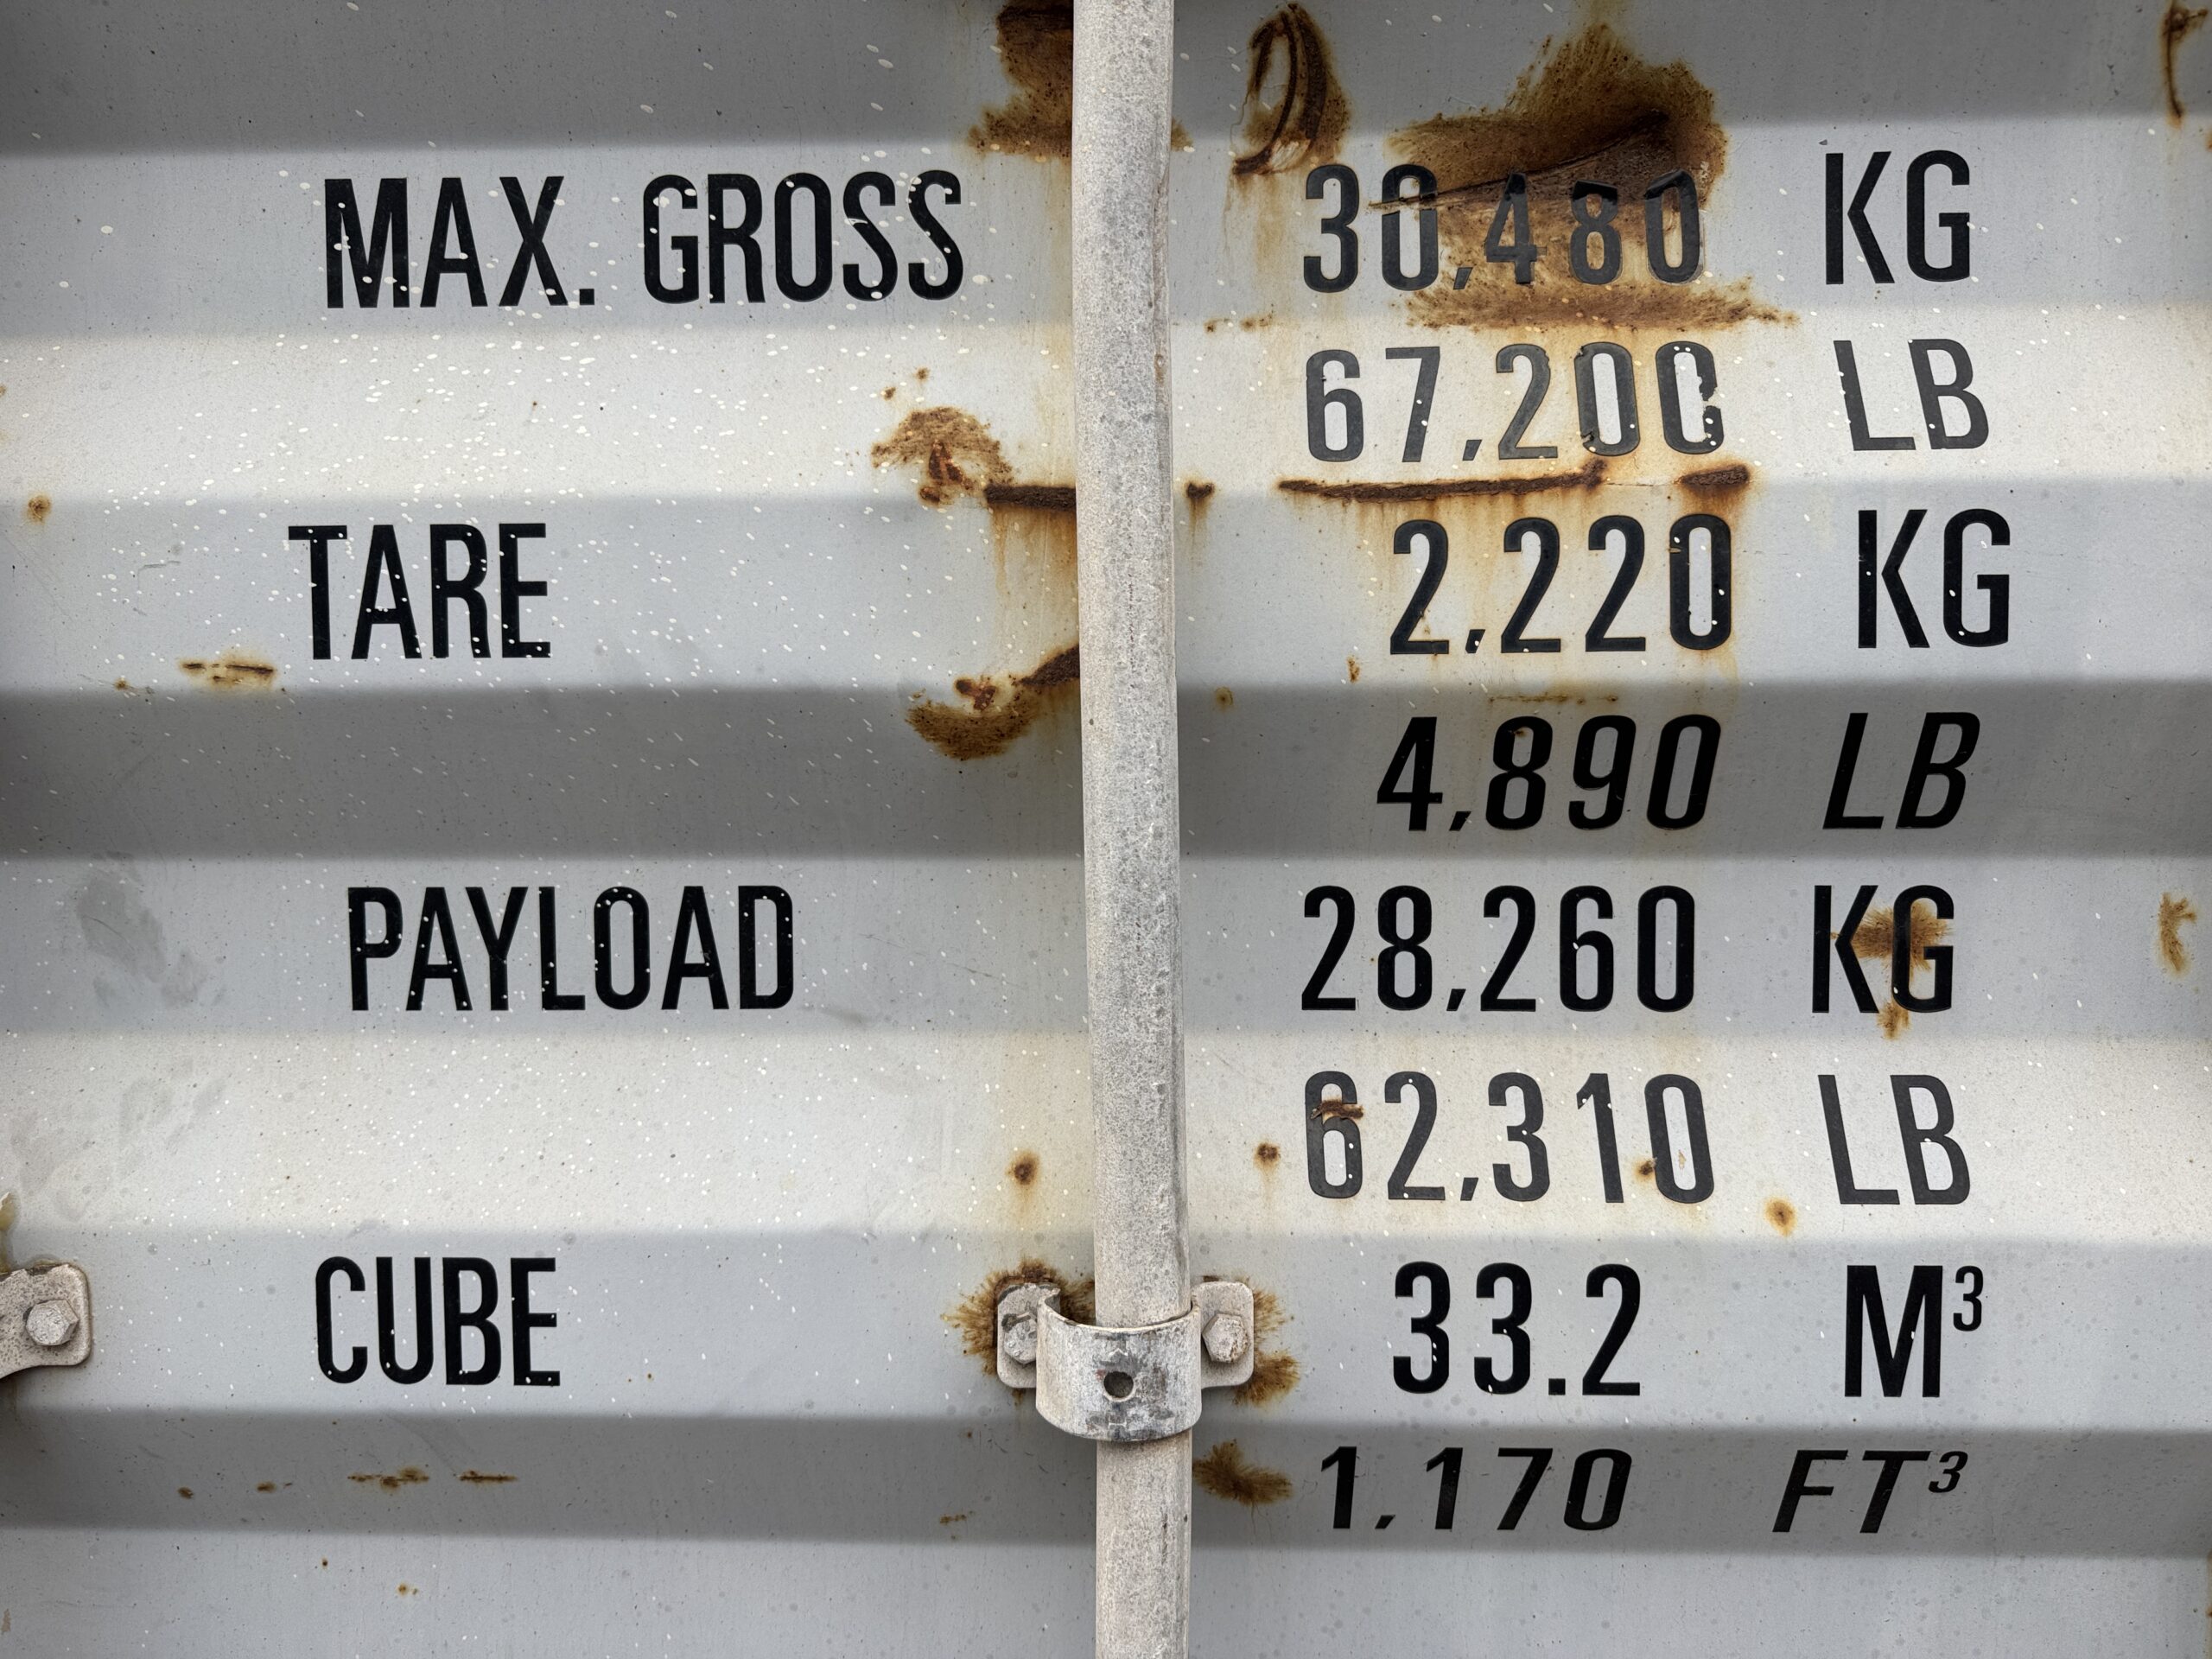 MAX. GROSS 30,480 KG
67,200 LB
TARE 2,220 KG
4,890 LB
PAYLOAD 28,260 KG
62,310 LB
CUBE 33.2 M³
1,170 FT³